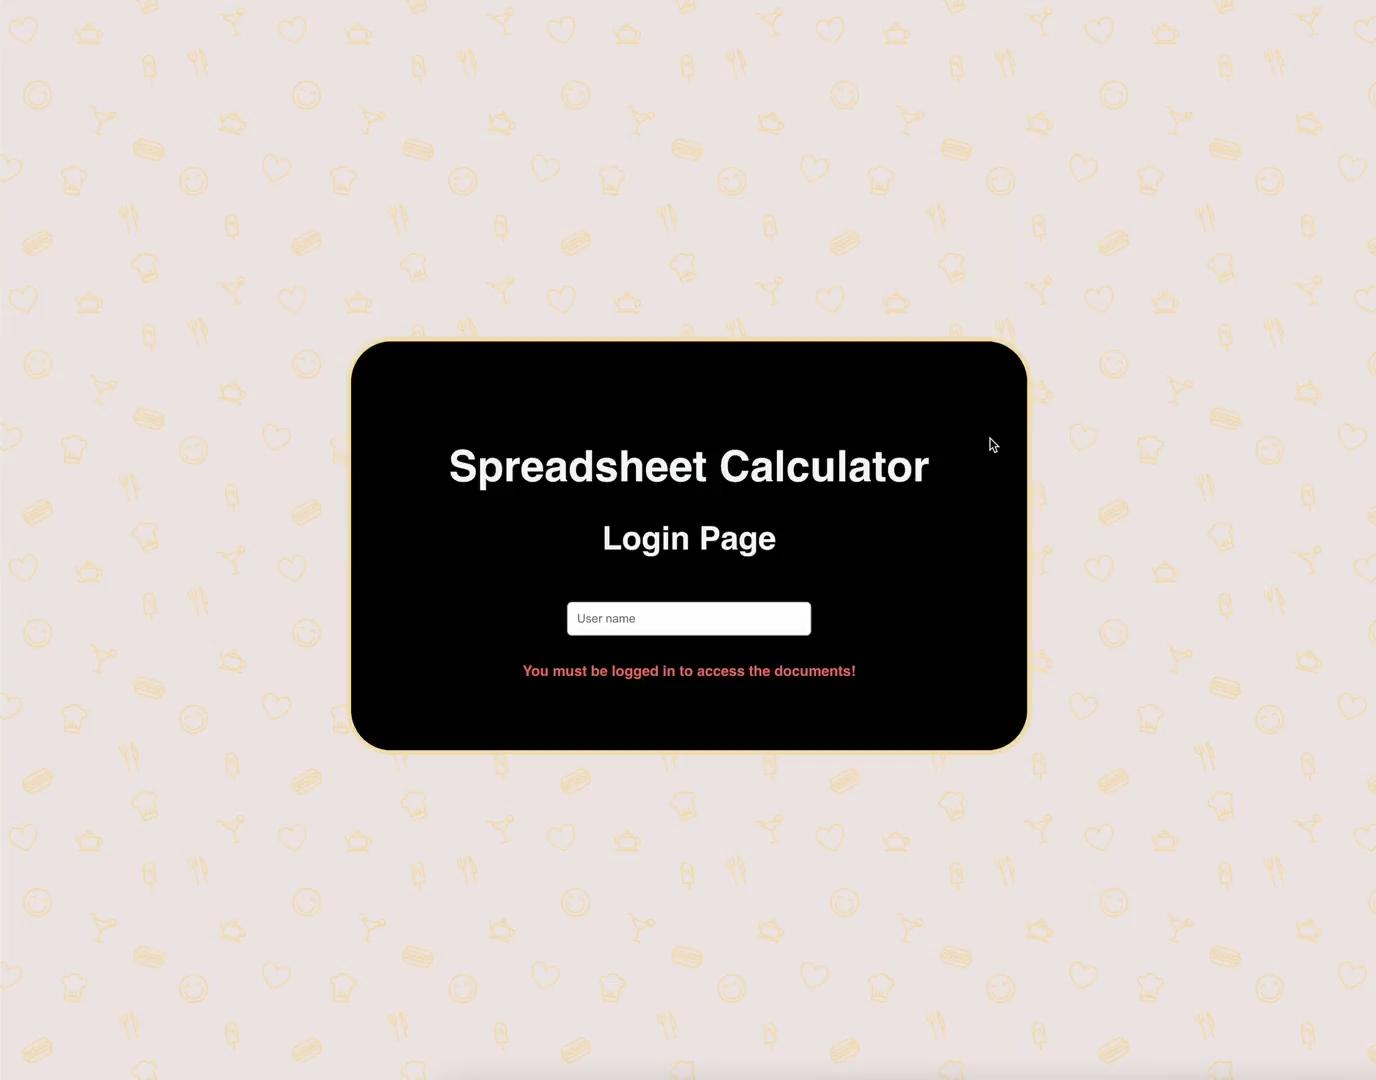 Spreadsheet Calculator
Login Page
User name
You must be logged in to access the documents!